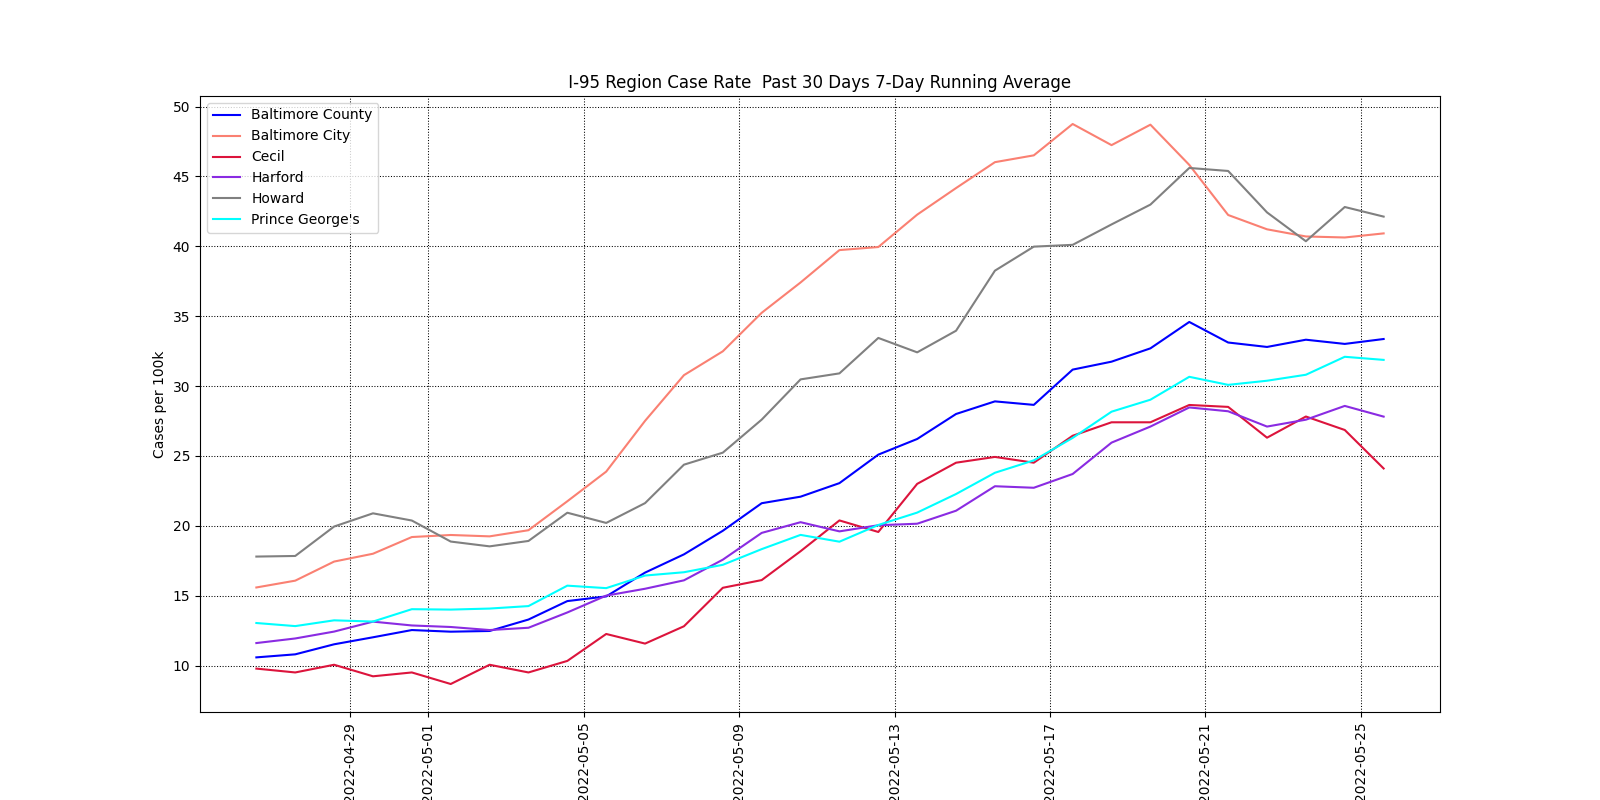 I-95 Region Case Rate  Past 30 Days 7-Day Running Average
Cases per 100k
50
45
40
35
30
25
20
15
10
Baltimore County
Baltimore City
Cecil
Harford
Howard
Prince George's
2022-04-29
2022-05-01
2022-05-05
2022-05-09
2022-05-13
2022-05-17
2022-05-21
2022-05-25